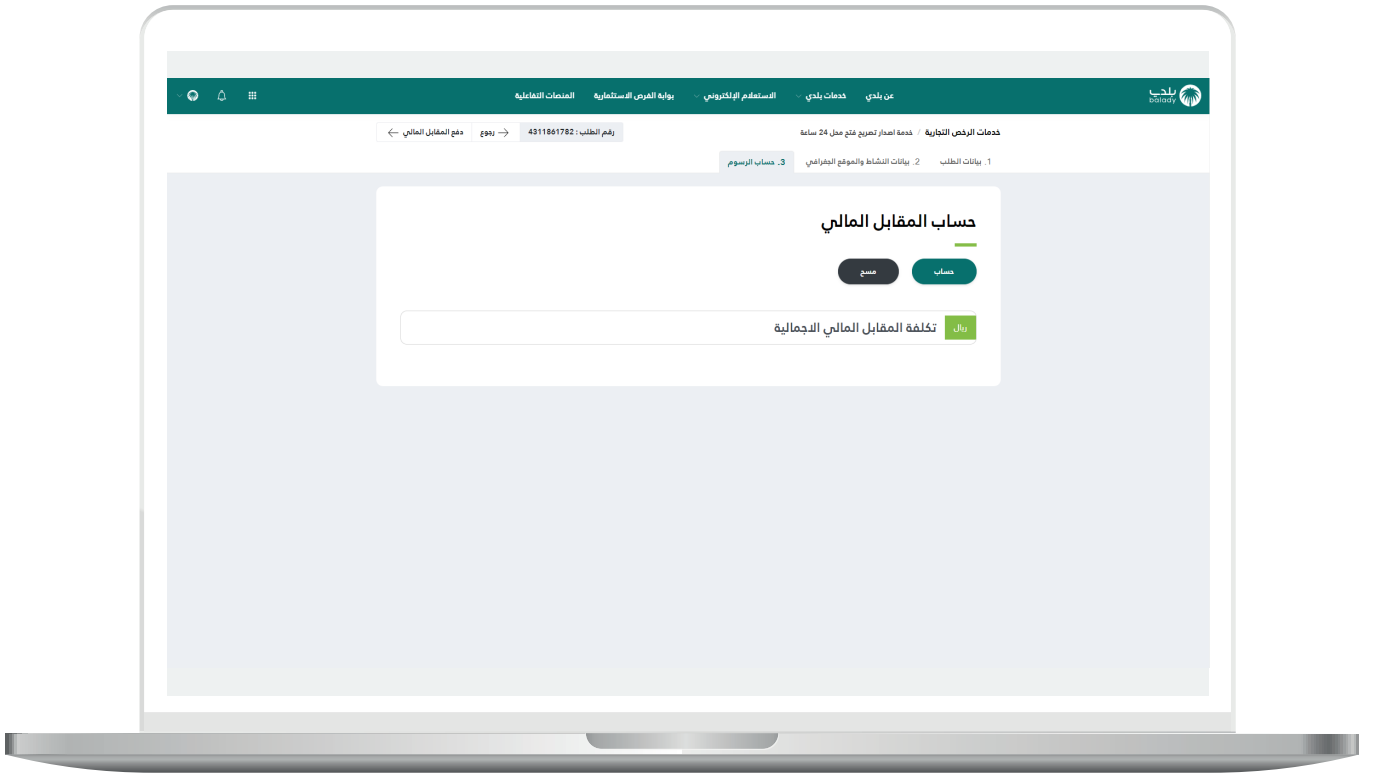 بلدي
balady
عن بلدي خدمات بلدي الاستعلام الإلكتروني بوابة الفرص الاستثمارية المنصات التفاعلية
خدمات الرخص التجارية / خدمة اصدار تصريح فتح محل 24 ساعة
رقم الطلب : 4311861782
رجوع
دفع المقابل المالي
1. بيانات الطلب 2. بيانات النشاط والموقع الجغرافي 3. حساب الرسوم
حساب المقابل المالي
حساب مسح
ريال تكلفة المقابل المالي الاجمالية